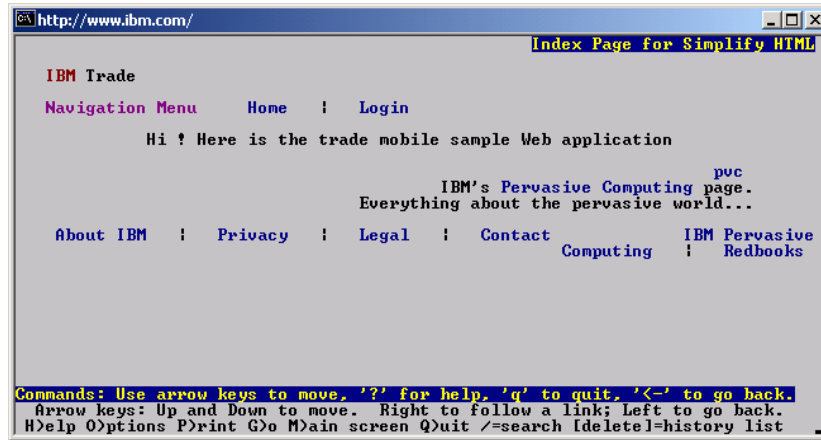 http://www.ibm.com/
Index Page for Simplify HTML
IBM Trade
Navigation Menu Home | Login
Hi ! Here is the trade mobile sample Web application
pvc
IBM's Pervasive Computing page.
Everything about the pervasive world...
About IBM | Privacy | Legal | Contact IBM Pervasive
Computing | Redbooks
Commands: Use arrow keys to move, '?' for help, 'q' to quit, '<-' to go back.
Arrow keys: Up and Down to move. Right to follow a link; Left to go back.
H)elp O)ptions P)rint G)o M)ain screen Q)uit /=search [delete]=history list